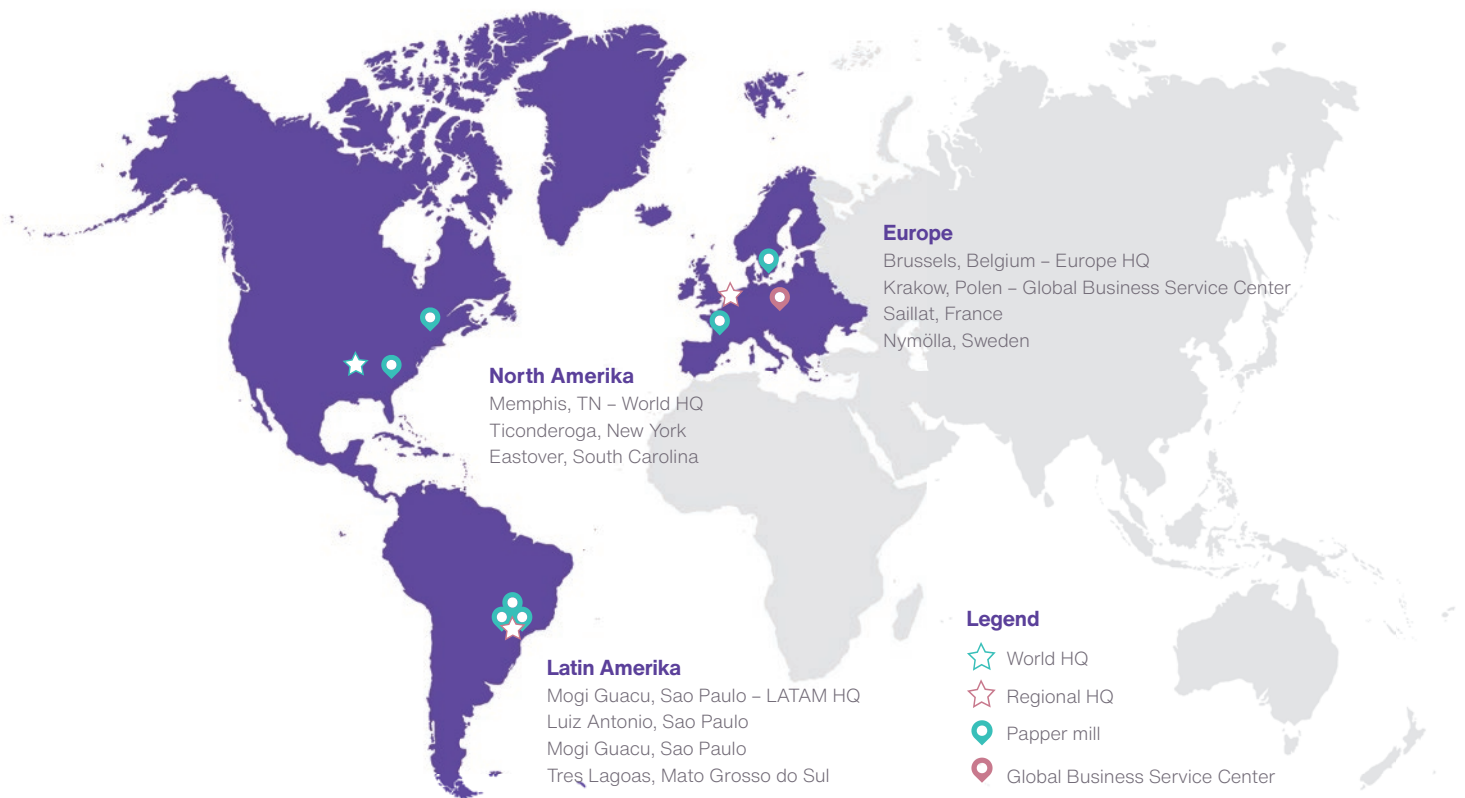 Europe
Brussels, Belgium – Europe HQ
Krakow, Polen – Global Business Service Center
Saillat, France
Nymölla, Sweden
North Amerika
Memphis, TN – World HQ
Ticonderoga, New York
Eastover, South Carolina
Latin Amerika
Mogi Guacu, Sao Paulo – LATAM HQ
Luiz Antonio, Sao Paulo
Mogi Guacu, Sao Paulo
Tres Lagoas, Mato Grosso do Sul
Legend
World HQ
Regional HQ
Papper mill
Global Business Service Center